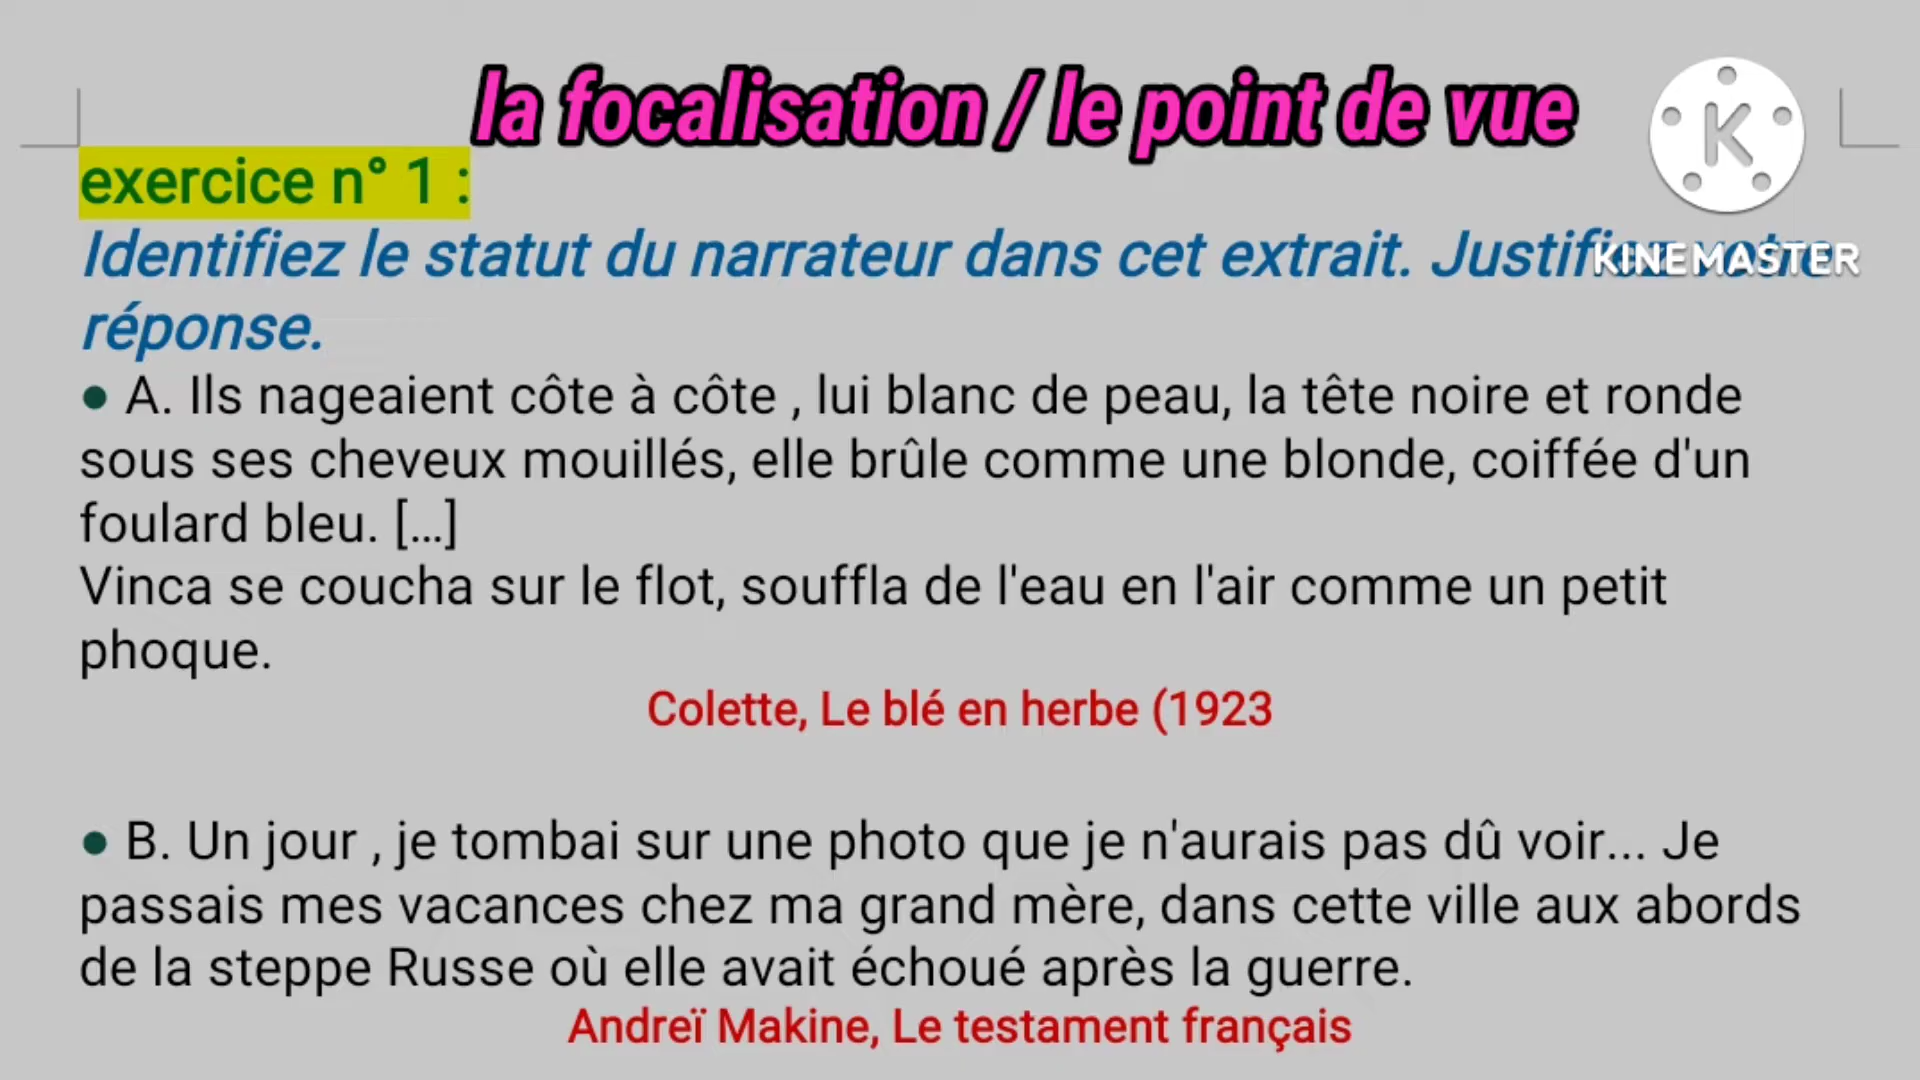 la focalisation / le point de vue
exercice n° 1 :
Identifiez le statut du narrateur dans cet extrait. Justifiez votre
réponse.
K
KINEMASTER
● A. Ils nageaient côte à côte , lui blanc de peau, la tête noire et ronde
sous ses cheveux mouillés, elle brûle comme une blonde, coiffée d'un
foulard bleu. [...]
Vinca se coucha sur le flot, souffla de l'eau en l'air comme un petit
phoque.
Colette, Le blé en herbe (1923
● B. Un jour , je tombai sur une photo que je n'aurais pas dû voir... Je
passais mes vacances chez ma grand mère, dans cette ville aux abords
de la steppe Russe où elle avait échoué après la guerre.
Andreï Makine, Le testament français